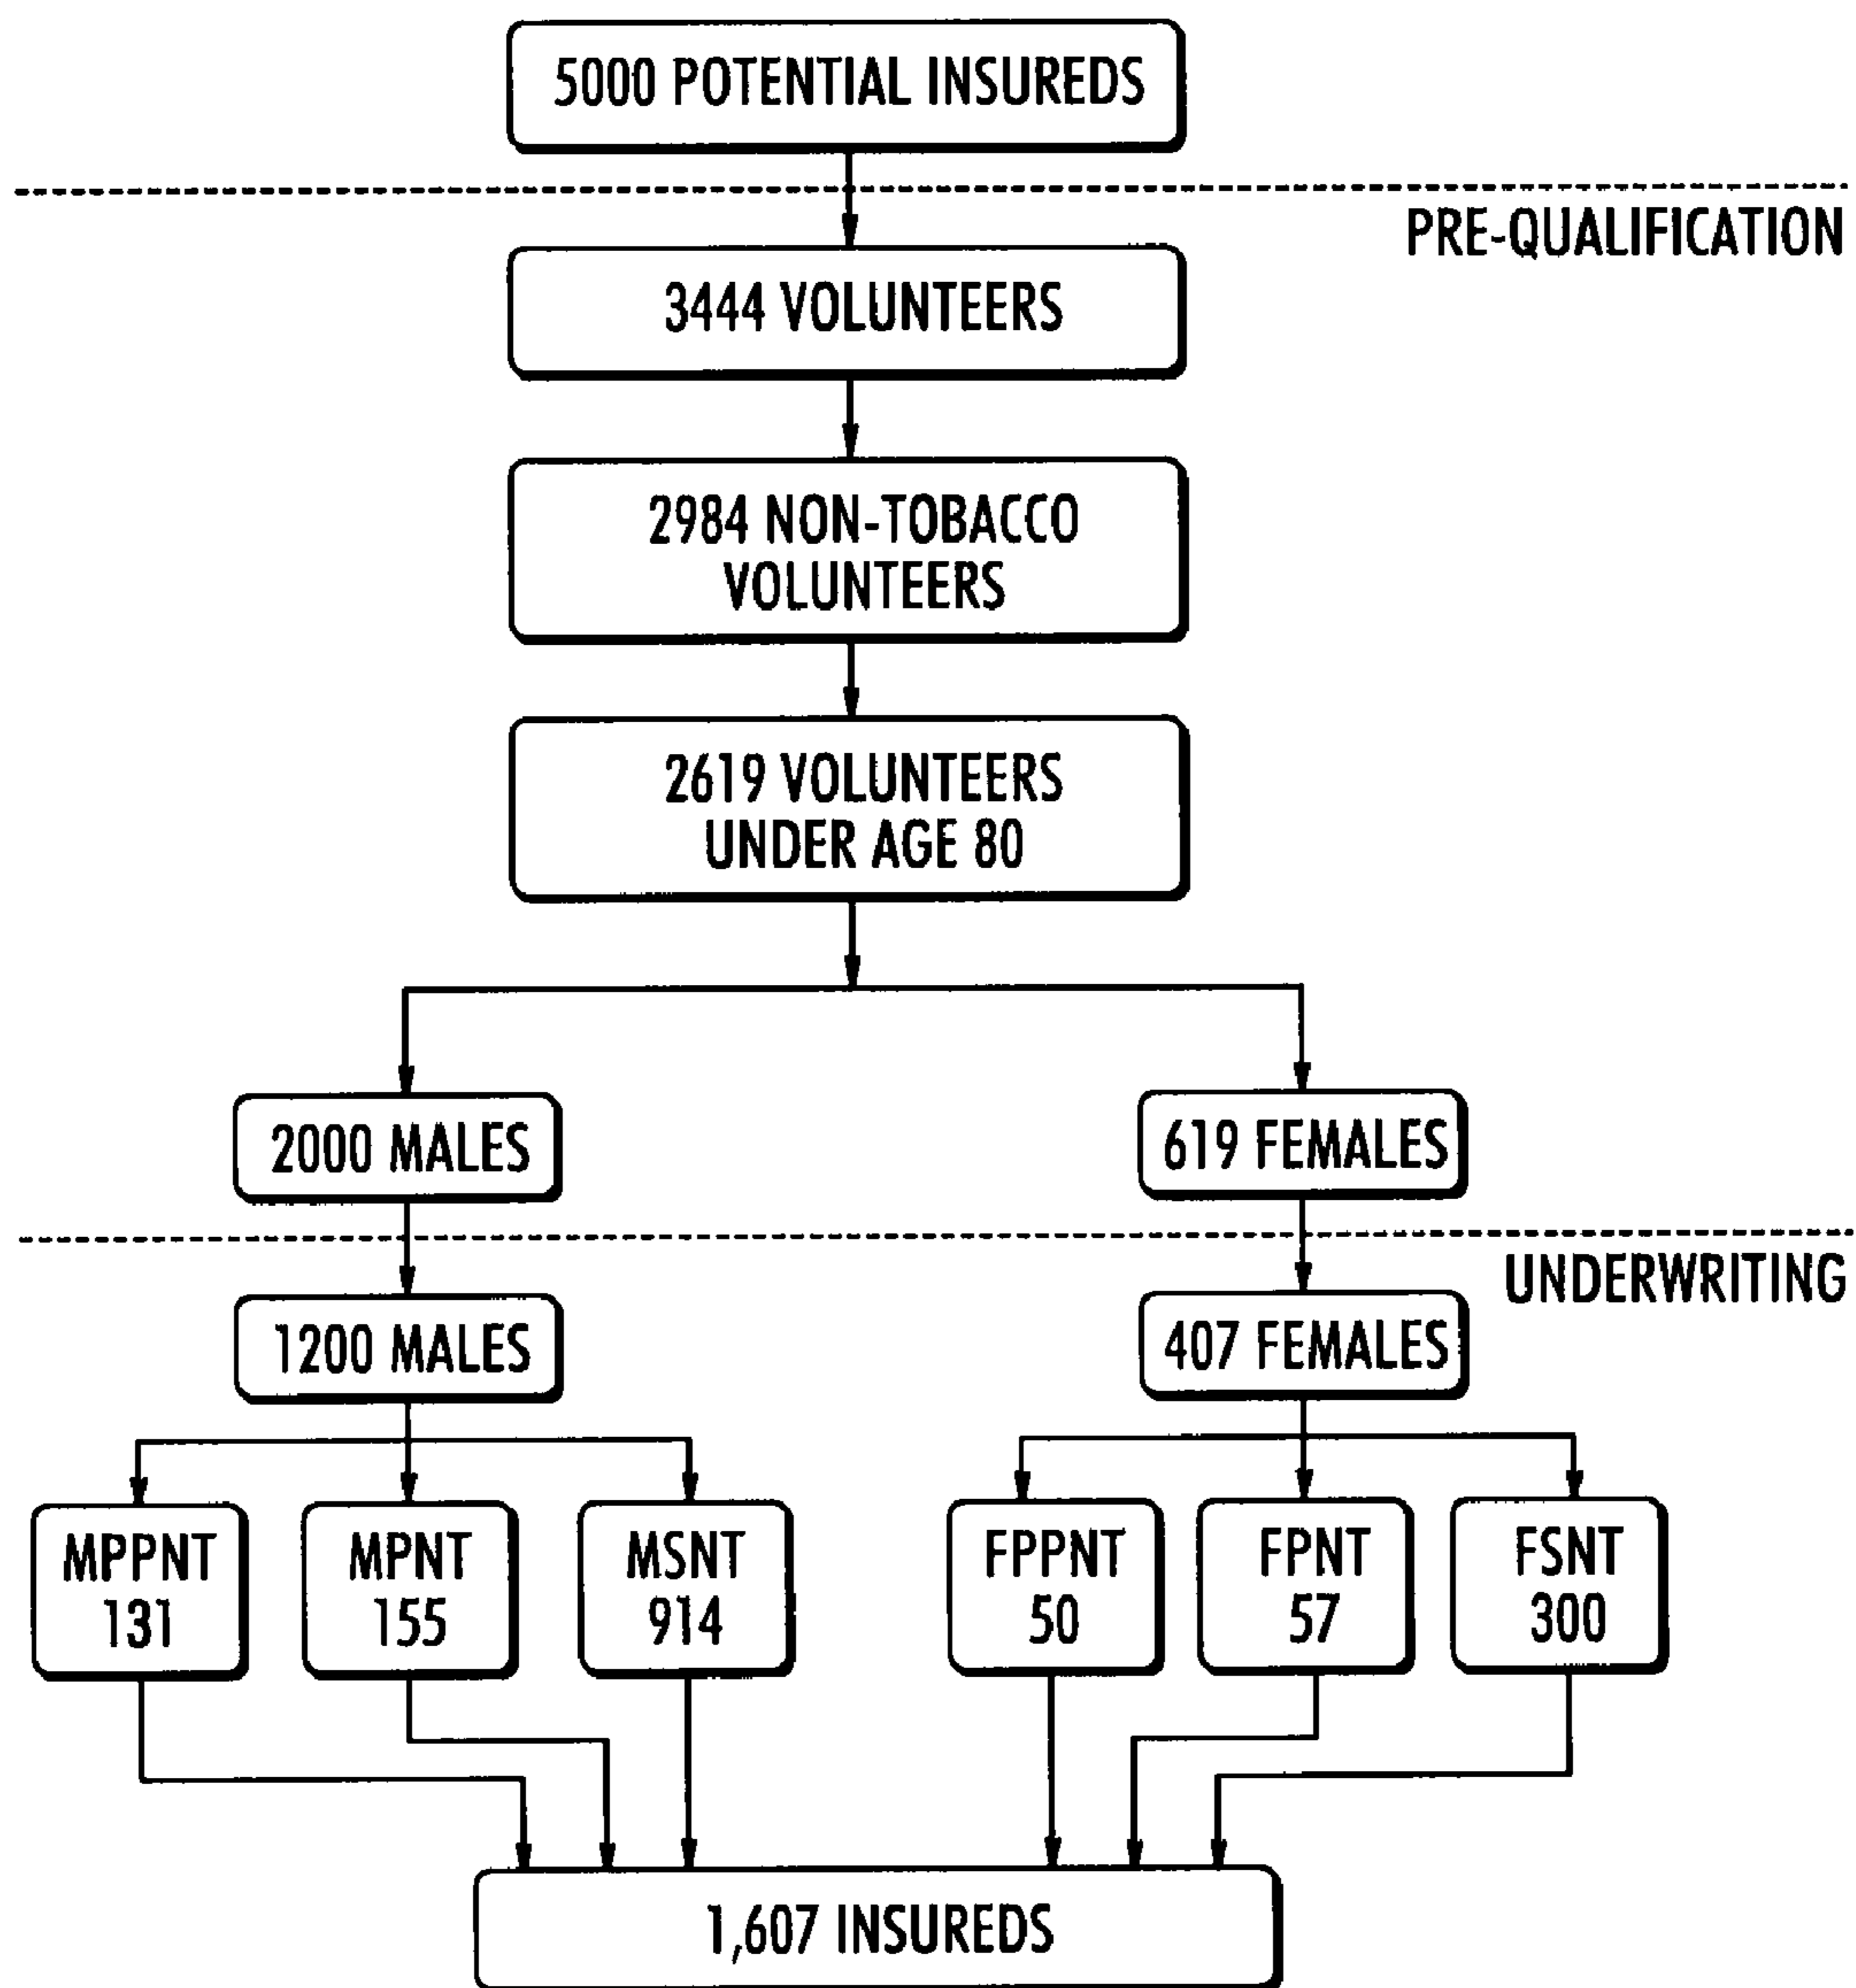 5000 POTENTIAL INSUREDS
PRE-QUALIFICATION
3444 VOLUNTEERS
2984 NON-TOBACCO
VOLUNTEERS
2619 VOLUNTEERS
UNDER AGE 80
2000 MALES
619 FEMALES
UNDERWRITING
1200 MALES
407 FEMALES
MPPNT
131
MPNT
155
MSNT
914
FPPNT
50
FPNT
57
FSNT
300
1,607 INSUREDS